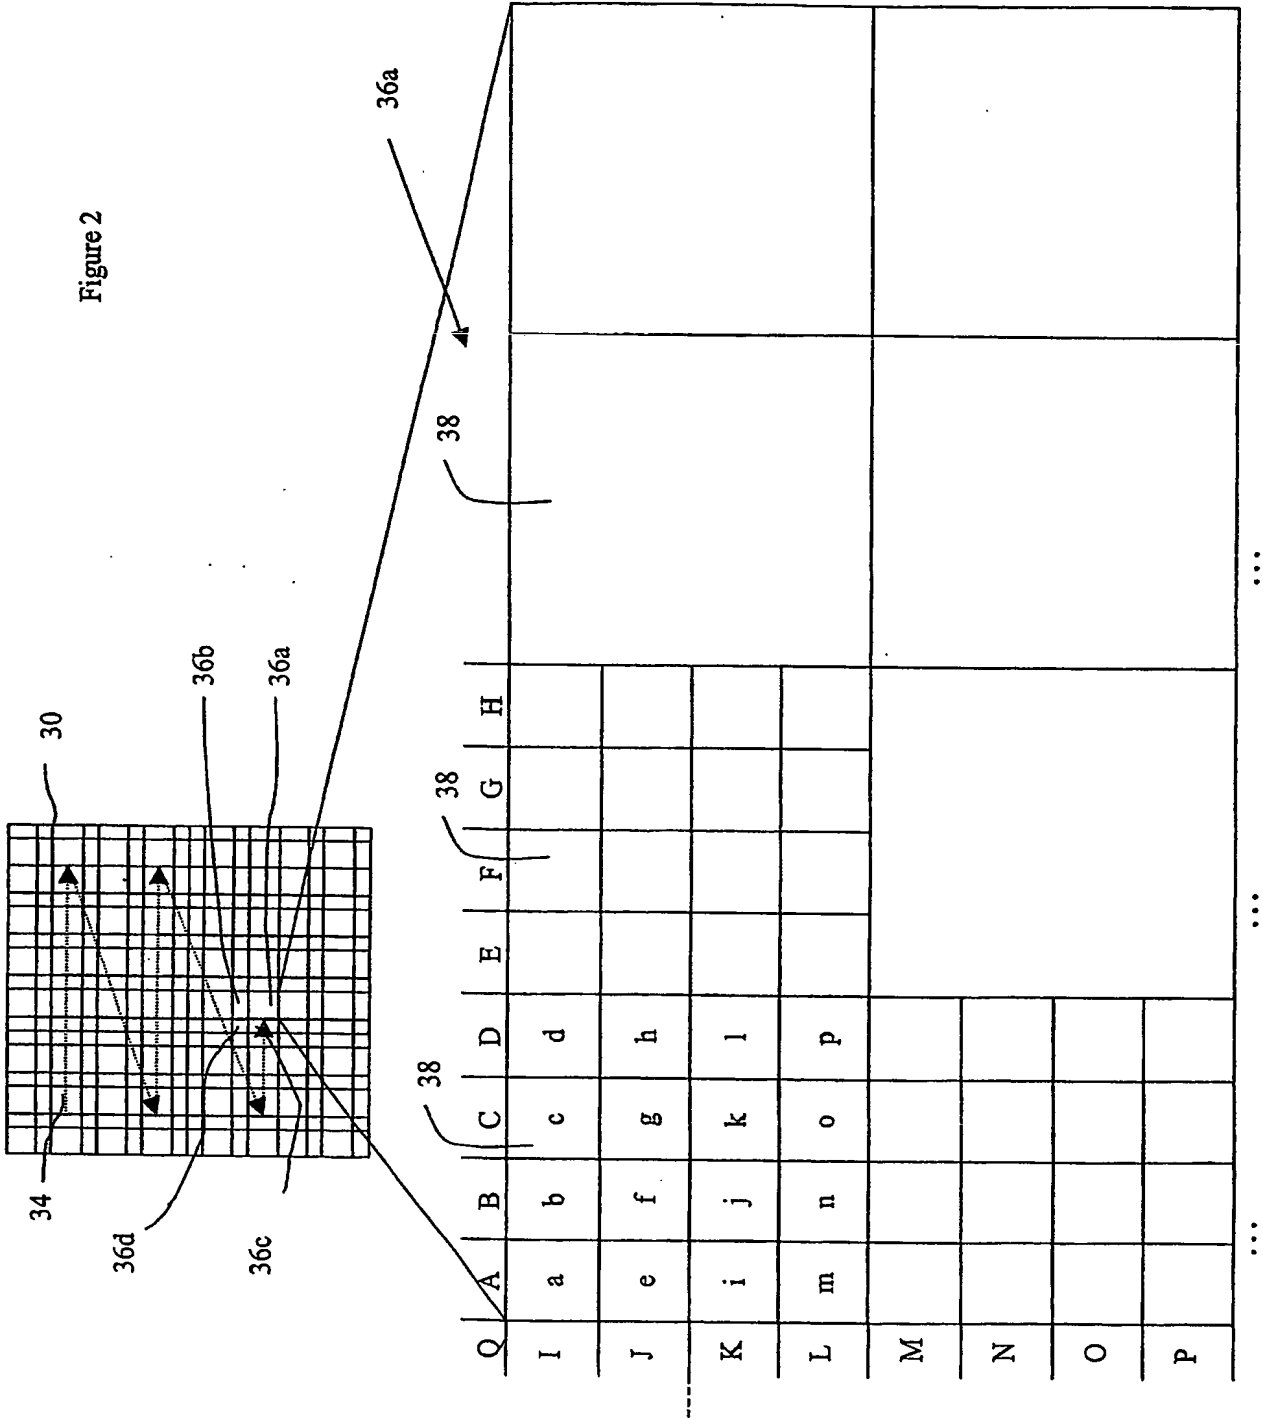 Figure 2
34
30
36d
36c
36b
36a
36a
38
38
38
Q A B C D E F G H
I a b c d
J e f g h
K i j k l
L m n o p
M
N
O
P
... ... ...